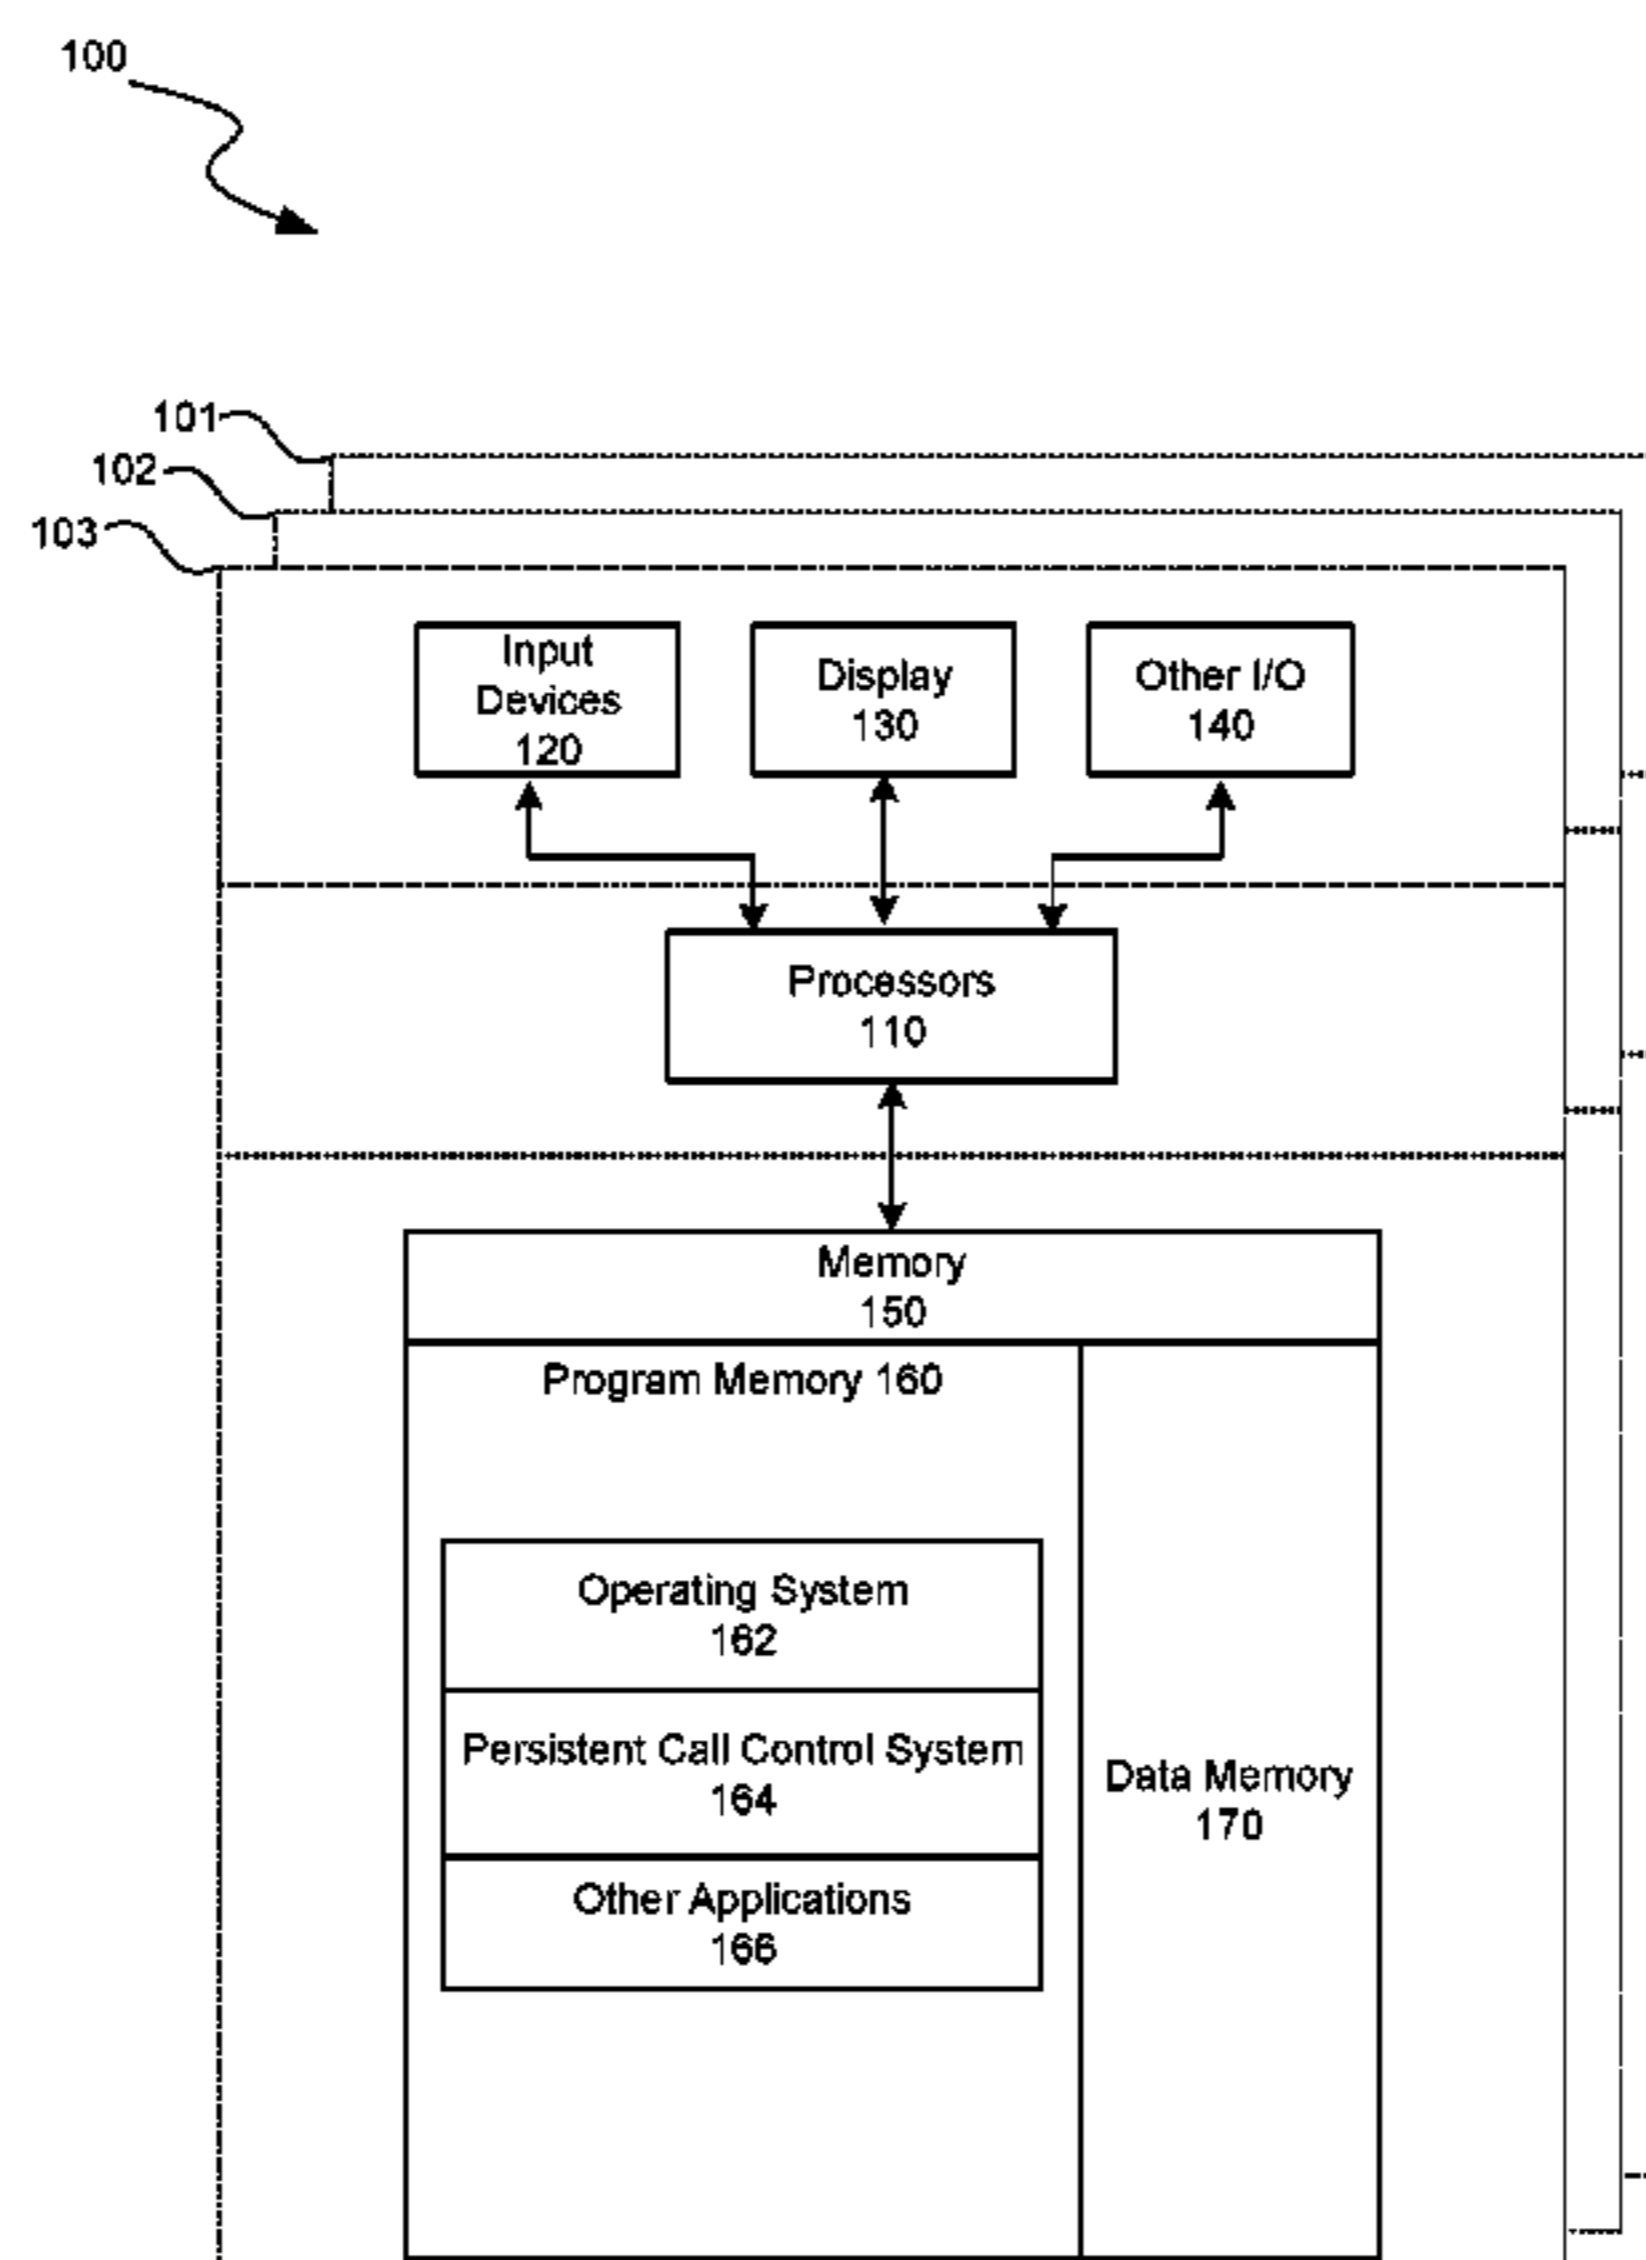 100
101
102
103
Input
Devices
120
Display
130
Other I/O
140
Processors
110
Memory
150
Program Memory 160
Operating System
162
Persistent Call Control System
164
Other Applications
166
Data Memory
170